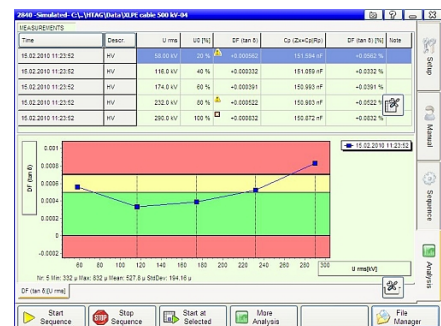 2840 -Simulated- C:\..\HTAG\Data\XLPE cable 500 kV-04
MEASUREMENTS
Time Descr. U rms U0 [%] DF (tan δ) Cp (Zx=Cp||Rp) DF (tan δ) [%] Note
15.02.2010 11:23:52 HV 58.00 kV 20 % +0.000562 151.594 nF +0.0562 %
15.02.2010 11:23:52 HV 116.0 kV 40 % +0.000332 151.059 nF +0.0332 %
15.02.2010 11:23:52 HV 174.0 kV 60 % +0.000391 150.993 nF +0.0391 %
15.02.2010 11:23:52 HV 232.0 kV 80 % +0.000522 150.983 nF +0.0522 %
15.02.2010 11:23:52 HV 290.0 kV 100 % +0.000832 150.872 nF +0.0832 %
Setup
Manual
Sequence
Analysis
15.02.2010 11:23:52
DF (tan δ)
0.001
0.0008
0.0006
0.0004
0.0002
0
-0.0002
60 80 100 120 140 160 180 200 220 240 260 280 300
U rms[kV]
Nr: 5 Min: 332 µ Max: 832 µ Mean: 527.8 µ StdDev: 194.16 µ
DF (tan δ)[U rms]
Start Sequence
STOP
Stop Sequence
Start at Selected
More Analysis
File Manager